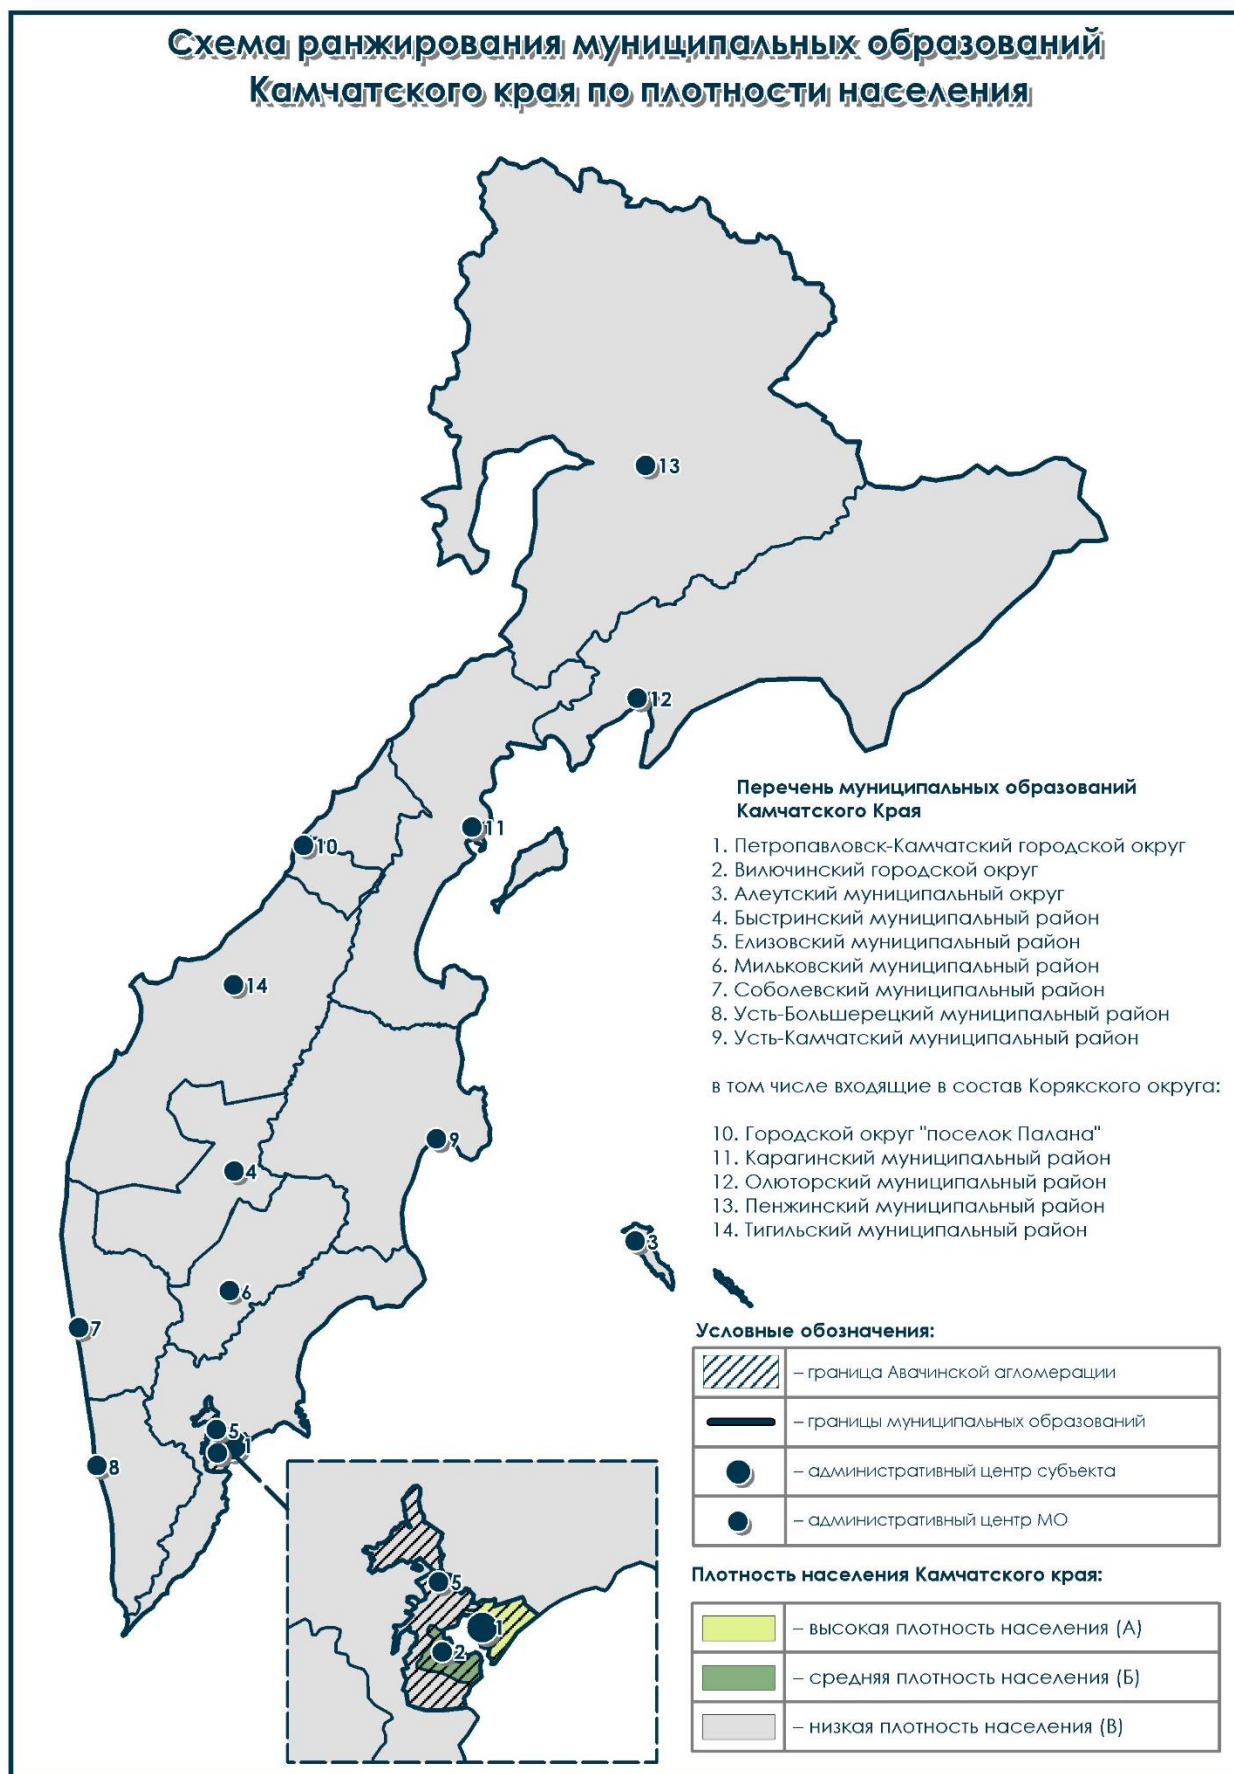 Схема ранжирования муниципальных образований
Камчатского края по плотности населения
13
12
11
10
14
9
4
3
6
7
5
1
8
Перечень муниципальных образований
Камчатского Края
1. Петропавловск-Камчатский городской округ
2. Вилючинский городской округ
3. Алеутский муниципальный округ
4. Быстринский муниципальный район
5. Елизовский муниципальный район
6. Мильковский муниципальный район
7. Соболевский муниципальный район
8. Усть-Большерецкий муниципальный район
9. Усть-Камчатский муниципальный район
в том числе входящие в состав Корякского округа:
10. Городской округ "поселок Палана"
11. Карагинский муниципальный район
12. Олюторский муниципальный район
13. Пенжинский муниципальный район
14. Тигильский муниципальный район
5
1
2
Условные обозначения:
– граница Авачинской агломерации
– границы муниципальных образований
– административный центр субъекта
– административный центр МО
Плотность населения Камчатского края:
– высокая плотность населения (А)
– средняя плотность населения (Б)
– низкая плотность населения (В)